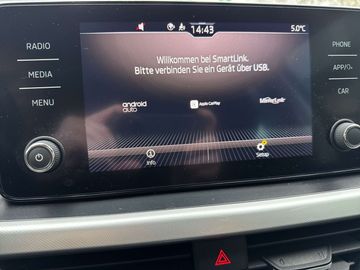 14:43
5.0°C
RADIO
MEDIA
MENU
PHONE
APP/
CAR
Willkommen bei SmartLink.
Bitte verbinden Sie ein Gerät über USB.
android
auto
Apple CarPlay
MirrorLink
Info
Setup